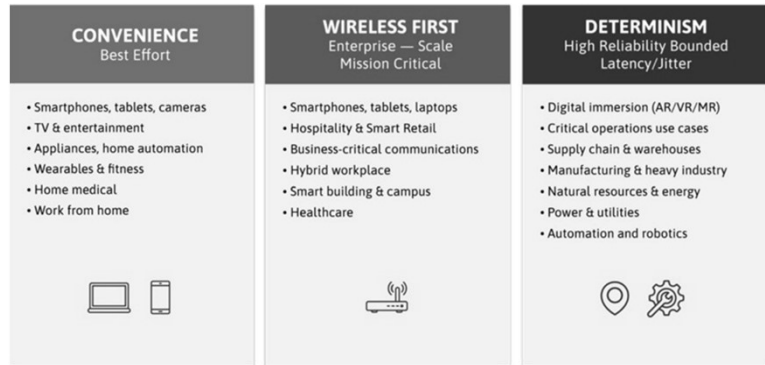 CONVENIENCE
Best Effort
• Smartphones, tablets, cameras
• TV & entertainment
• Appliances, home automation
• Wearables & fitness
• Home medical
• Work from home
WIRELESS FIRST
Enterprise — Scale
Mission Critical
• Smartphones, tablets, laptops
• Hospitality & Smart Retail
• Business-critical communications
• Hybrid workplace
• Smart building & campus
• Healthcare
DETERMINISM
High Reliability Bounded
Latency/Jitter
• Digital immersion (AR/VR/MR)
• Critical operations use cases
• Supply chain & warehouses
• Manufacturing & heavy industry
• Natural resources & energy
• Power & utilities
• Automation and robotics